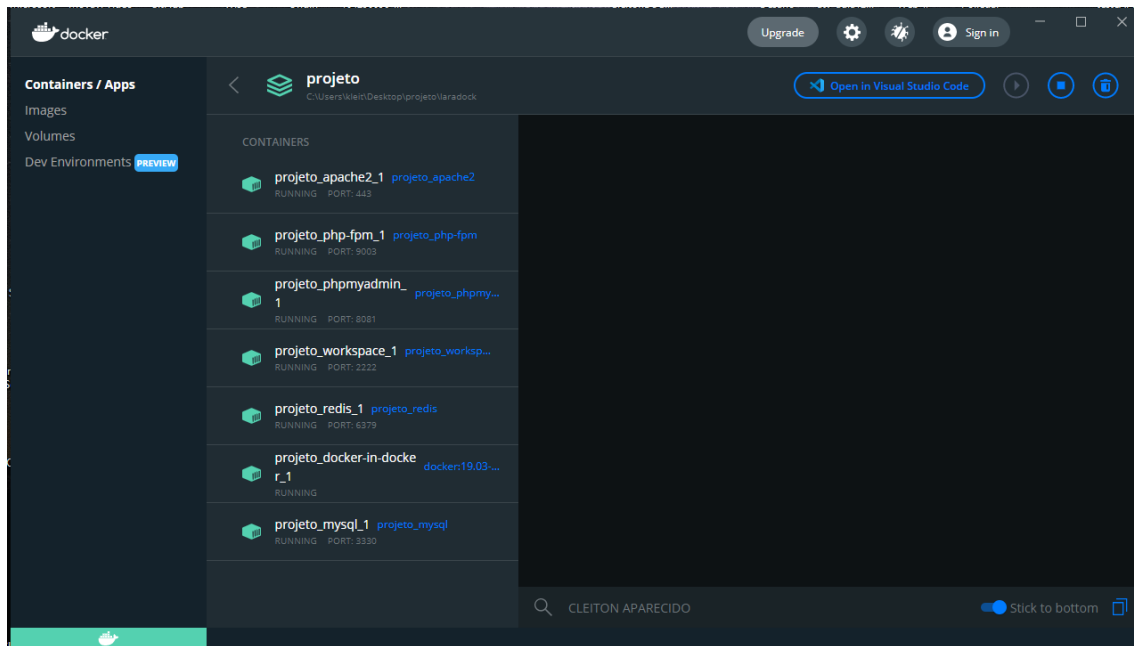 docker
Upgrade
Sign in
Containers / Apps
Images
Volumes
Dev Environments PREVIEW
projeto
C:\Users\kleit\Desktop\projeto\laradock
Open in Visual Studio Code
CONTAINERS
projeto_apache2_1 projeto_apache2
RUNNING PORT: 443
projeto_php-fpm_1 projeto_php-fpm
RUNNING PORT: 9003
projeto_phpmyadmin_
1 projeto_phpmy...
RUNNING PORT: 8081
projeto_workspace_1 projeto_worksp...
RUNNING PORT: 2222
projeto_redis_1 projeto_redis
RUNNING PORT: 6379
projeto_docker-in-docke
r_1 docker:19.03-...
RUNNING
projeto_mysql_1 projeto_mysql
RUNNING PORT: 3330
CLEITON APARECIDO
Stick to bottom